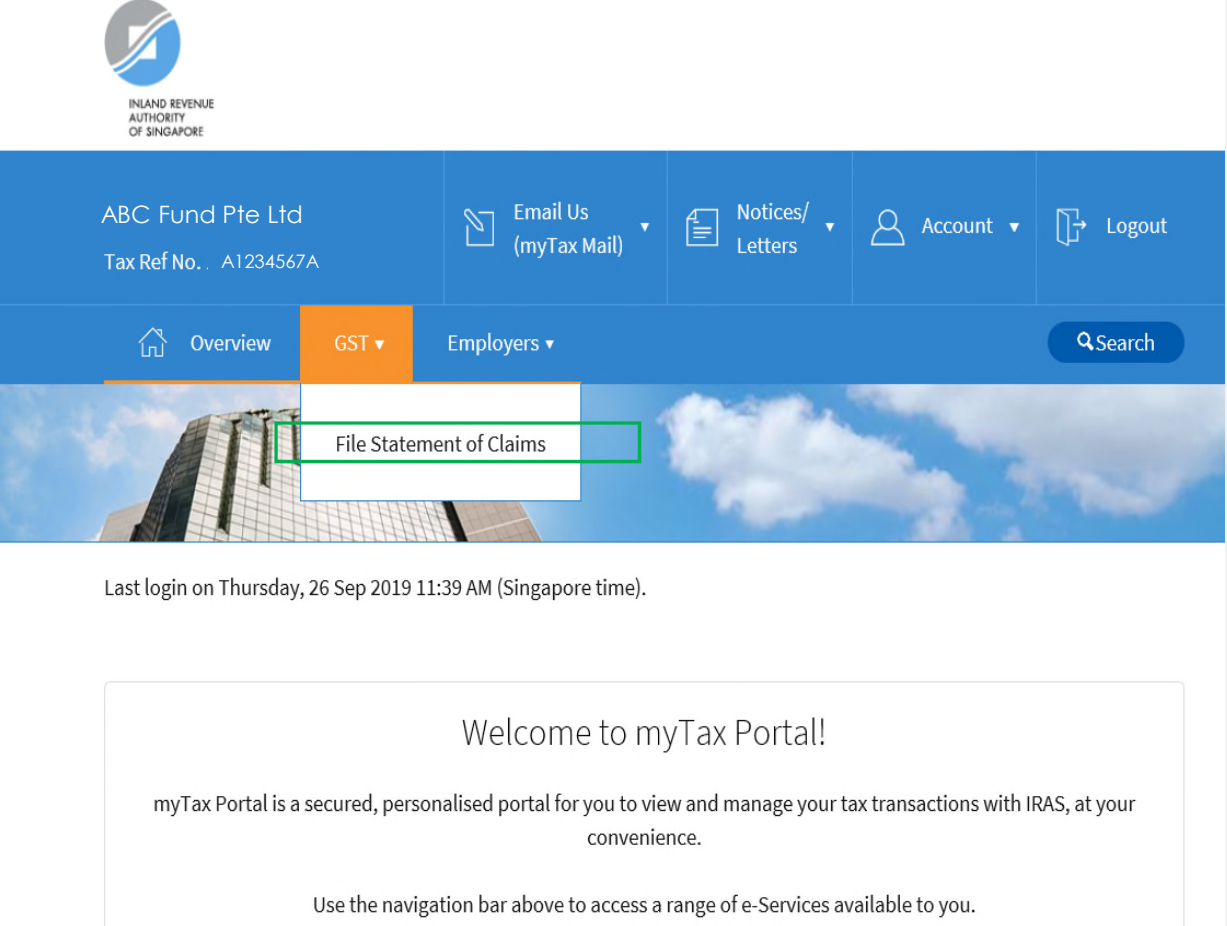 INLAND REVENUE
AUTHORITY
OF SINGAPORE
ABC Fund Pte Ltd
Tax Ref No. . A1234567A
Email Us
(myTax Mail)
Notices/
Letters
Account
Logout
Overview
GST
Employers
Search
File Statement of Claims
Last login on Thursday, 26 Sep 2019 11:39 AM (Singapore time).
Welcome to myTax Portal!
myTax Portal is a secured, personalised portal for you to view and manage your tax transactions with IRAS, at your
convenience.
Use the navigation bar above to access a range of e-Services available to you.